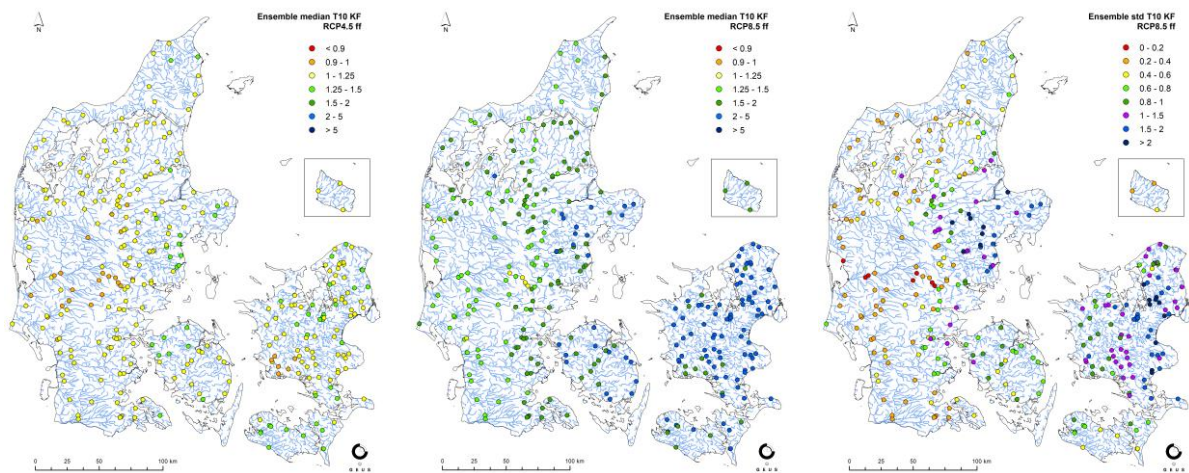 N
Ensemble median T10 KF
RCP4.5 ff
< 0.9
0.9 - 1
1 - 1.25
1.25 - 1.5
1.5 - 2
2 - 5
> 5
0 25 50 100 km
G E U S
N
Ensemble median T10 KF
RCP8.5 ff
< 0.9
0.9 - 1
1 - 1.25
1.25 - 1.5
1.5 - 2
2 - 5
> 5
0 25 50 100 km
G E U S
N
Ensemble std T10 KF
RCP8.5 ff
0 - 0.2
0.2 - 0.4
0.4 - 0.6
0.6 - 0.8
0.8 - 1
1 - 1.5
1.5 - 2
> 2
0 25 50 100 km
G E U S